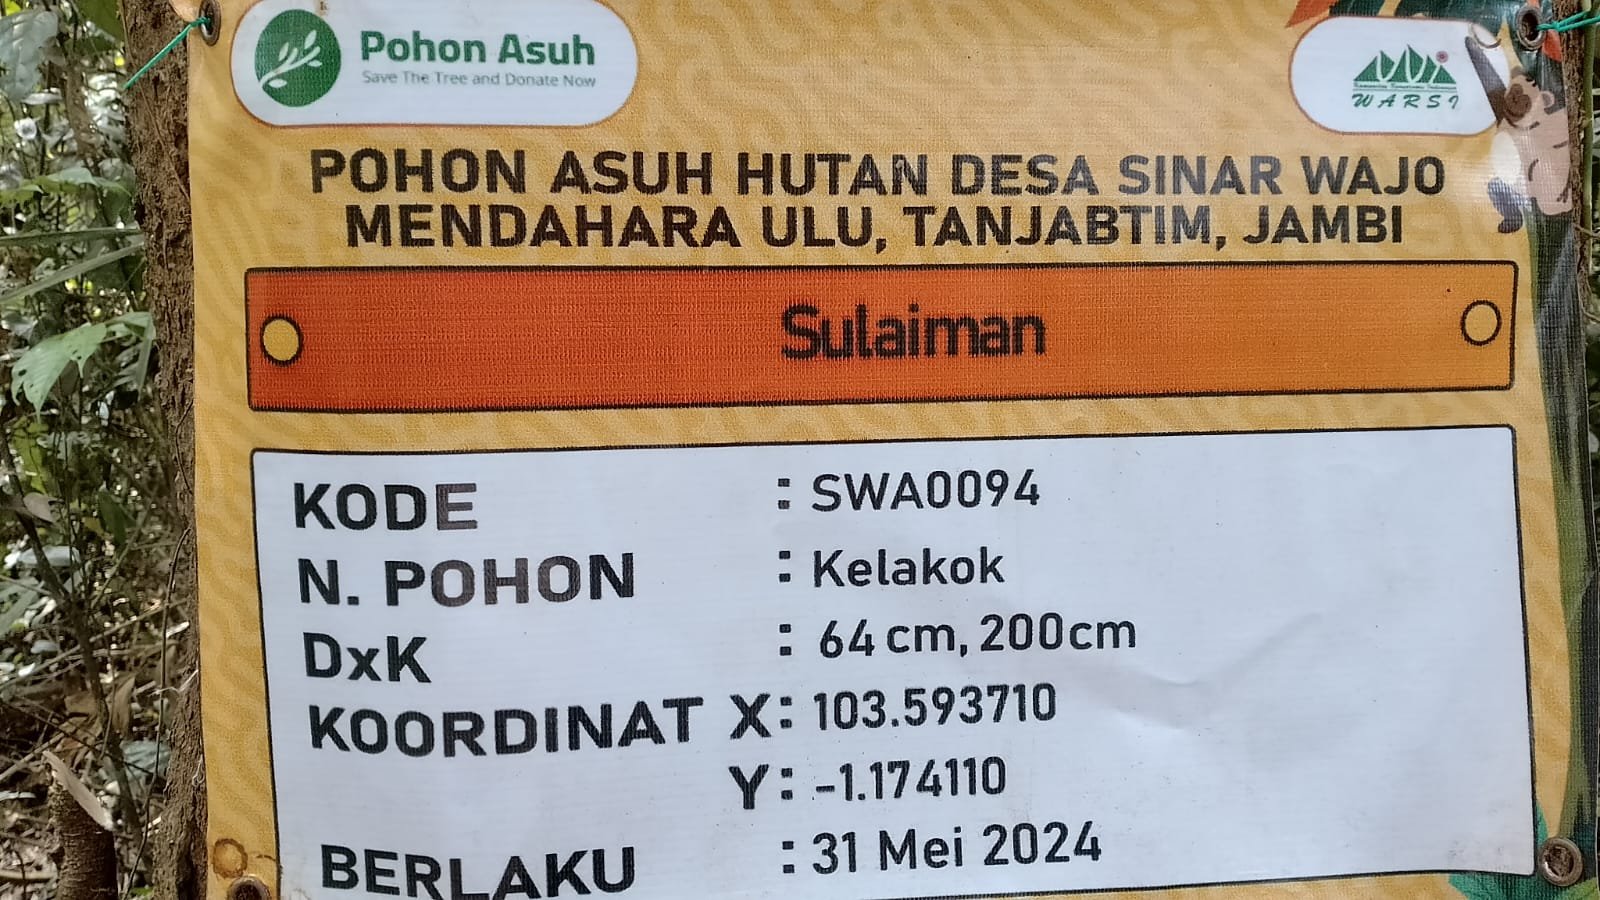 Pohon Asuh
Save The Tree and Donate Now
WARSI
POHON ASUH HUTAN DESA SINAR WAJO
MENDAHARA ULU, TANJABTIM, JAMBI
Sulaiman
KODE : SWA0094
N. POHON : Kelakok
DxK : 64 cm, 200cm
KOORDINAT X: 103.593710
Y: -1.174110
BERLAKU : 31 Mei 2024